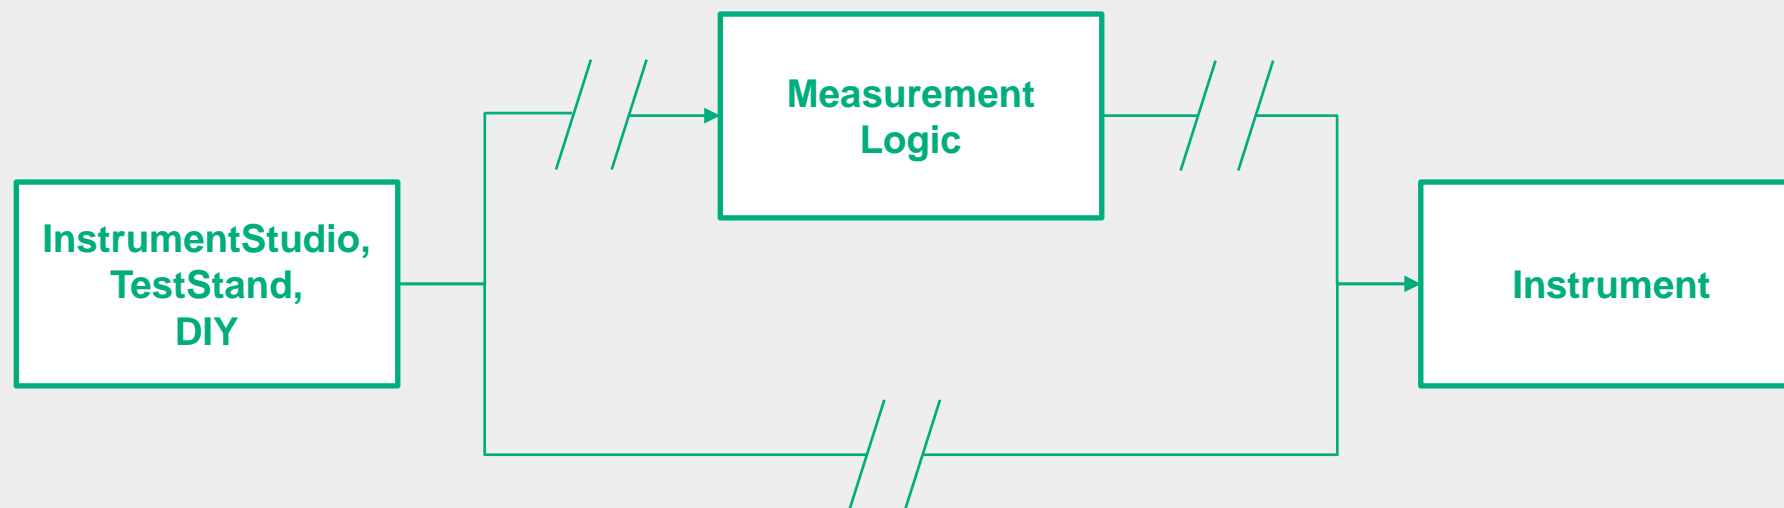 Measurement
Logic
InstrumentStudio,
TestStand,
DIY
Instrument